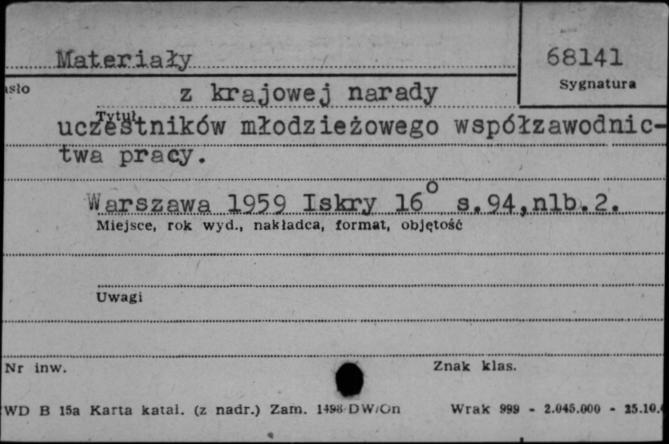 Materiały
68141
Sygnatura
z krajowej narady
Tytuł
uczestników młodzieżowego współzawodnic-
twa pracy.
Warszawa 1959 Iskry 16° s.94,nlb.2.
Miejsce, rok wyd., nakładca, format, objętość
Uwagi
Nr inw.
Znak klas.
WD B 15a Karta katal. (z nadr.) Zam. 1498 DW/On Wrak 999 - 2.045.000 - 25.10.